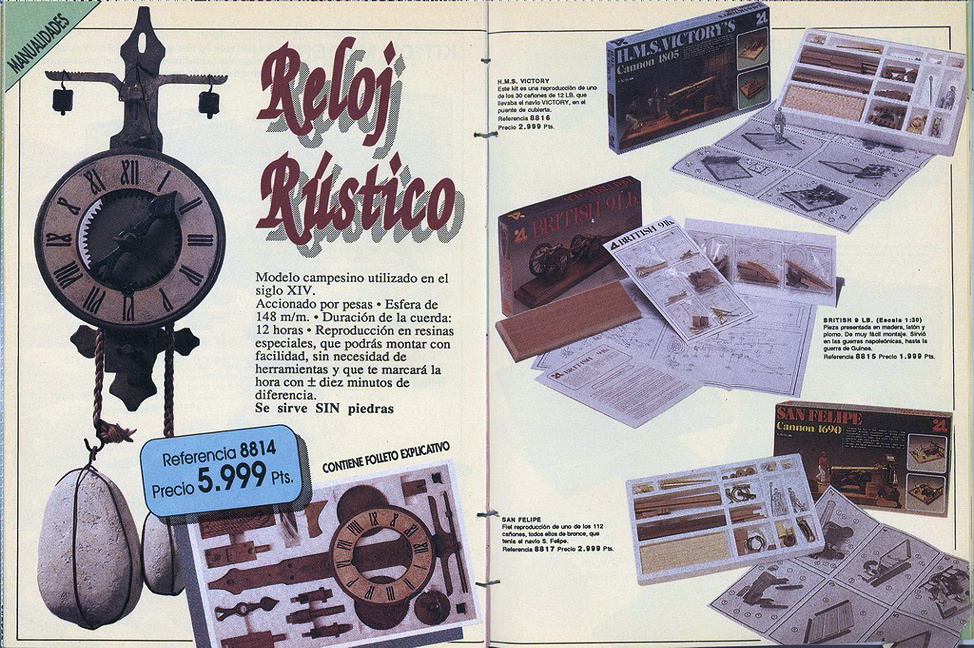 MANUALIDADES
Reloj
Rústico
Modelo campesino utilizado en el
siglo XIV.
Accionado por pesas • Esfera de
148 m/m. • Duración de la cuerda:
12 horas • Reproducción en resinas
especiales, que podrás montar con
facilidad, sin necesidad de
herramientas y que te marcará la
hora con ± diez minutos de
diferencia.
Se sirve SIN piedras
Referencia 8814
Precio 5.999 Pts.
CONTIENE FOLLETO EXPLICATIVO
H.M.S. VICTORY
Este kit es una reproducción de uno
de los 30 cañones de 12 LB. que
llevaba el navío VICTORY, en el
puente de cubierta.
Referencia 8816
Precio 2.999 Pts.
H.M.S. VICTORY'S
Cannon 1805
BRITISH 9 Lb.
BRITISH 9 lb.
BRITISH 9 LB. (Escala 1:30)
Pieza presentada en madera, latón y
plomo. De muy fácil montaje. Sirvió
en las guerras napoleónicas, hasta la
guerra de Guinea.
Referencia 8815 Precio 1.999 Pts.
SAN FELIPE
Cannon 1690
SAN FELIPE
Fiel reproducción de uno de los 112
cañones, todos ellos de bronce, que
tenía el navío S. Felipe.
Referencia 8817 Precio 2.999 Pts.